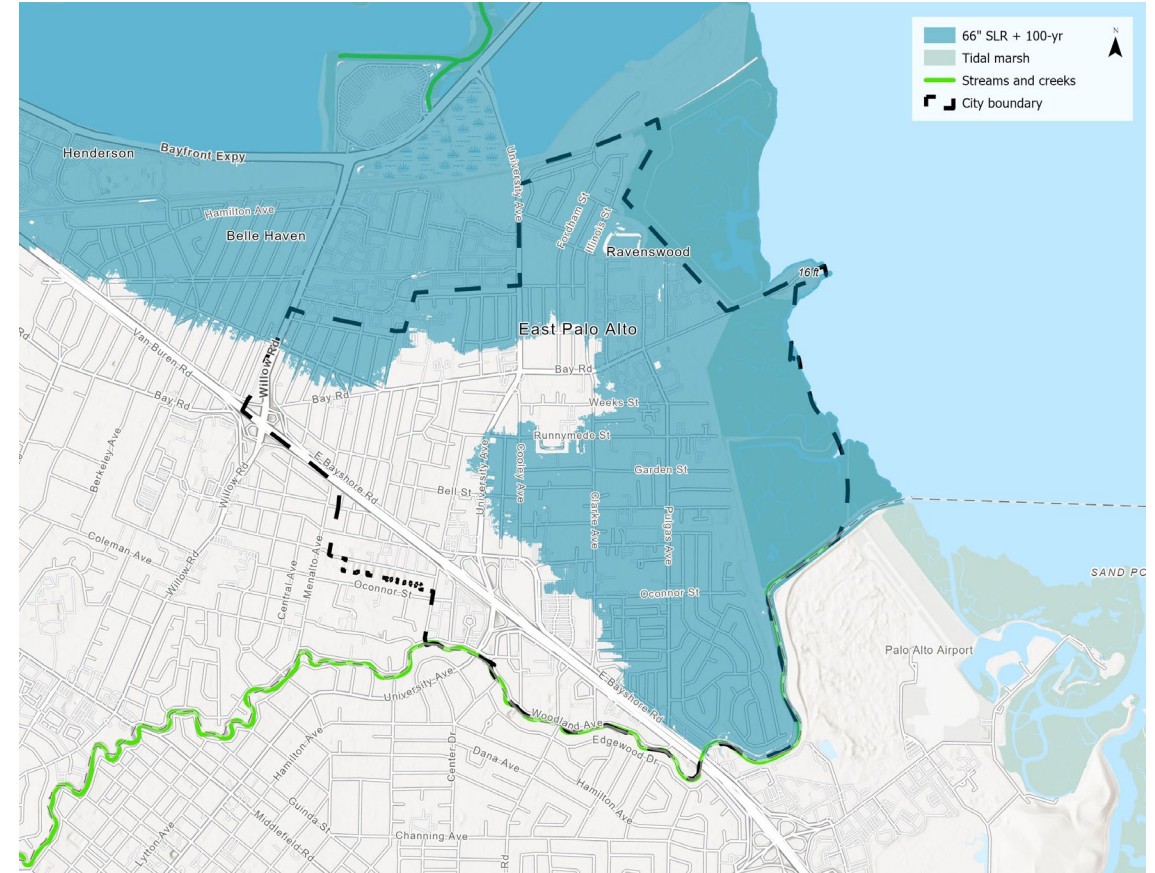 66" SLR + 100-yr
Tidal marsh
Streams and creeks
City boundary
N
Henderson
Bayfront Expy
University Ave
Hamilton Ave
Belle Haven
Fordham St
Illinois St
Ravenswood
16 ft
East Palo Alto
Van Buren Rd
Willow Rd
Rd
Bay Rd
Bay Rd
Bay Rd
Weeks St
Runnymede St
Berkeley Ave
Willow Rd
E Bayshore Rd
University Ave
Cooley Ave
Garden St
Bell St
Clarke Ave
Pulgas Ave
Coleman Ave
Willow Rd
Central Ave
Menalto Ave
Oconnor St
Oconnor St
SAND PO
Palo Alto Airport
University Ave
E Bayshore Rd
Woodland Ave
Edgewood Dr
Hamilton Ave
Center Dr
Dana Ave
Hamilton Ave
Guinda St
Middlefield Rd
Lytton Ave
Channing Ave
Rd